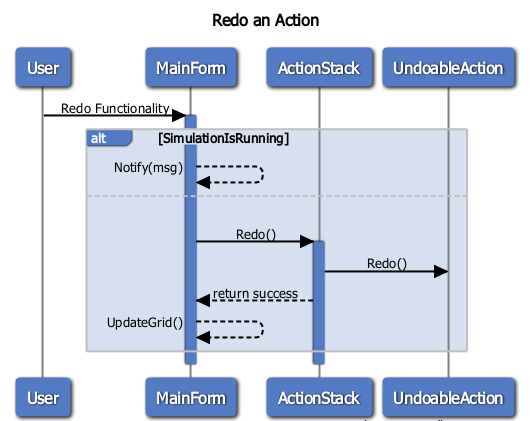 Redo an Action
User MainForm ActionStack UndoableAction
Redo Functionality
alt [SimulationIsRunning]
Notify(msg)
Redo()
Redo()
return success
UpdateGrid()
User MainForm ActionStack UndoableAction